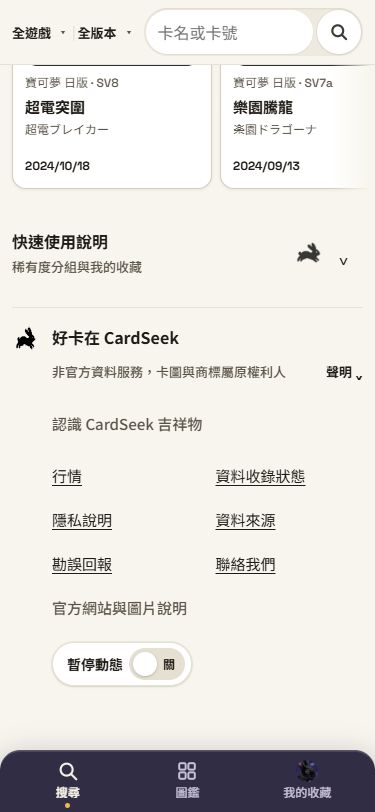 全遊戲 全版本 卡名或卡號
寶可夢 日版 · SV8
超電突圍
超電ブレイカー
2024/10/18
寶可夢 日版 · SV7a
樂園騰龍
楽園ドラゴーナ
2024/09/13
快速使用說明
稀有度分組與我的收藏
好卡在 CardSeek
非官方資料服務，卡圖與商標屬原權利人 聲明
認識 CardSeek 吉祥物
行情 資料收錄狀態
隱私說明 資料來源
勘誤回報 聯絡我們
官方網站與圖片說明
暫停動態 關
搜尋 圖鑑 我的收藏